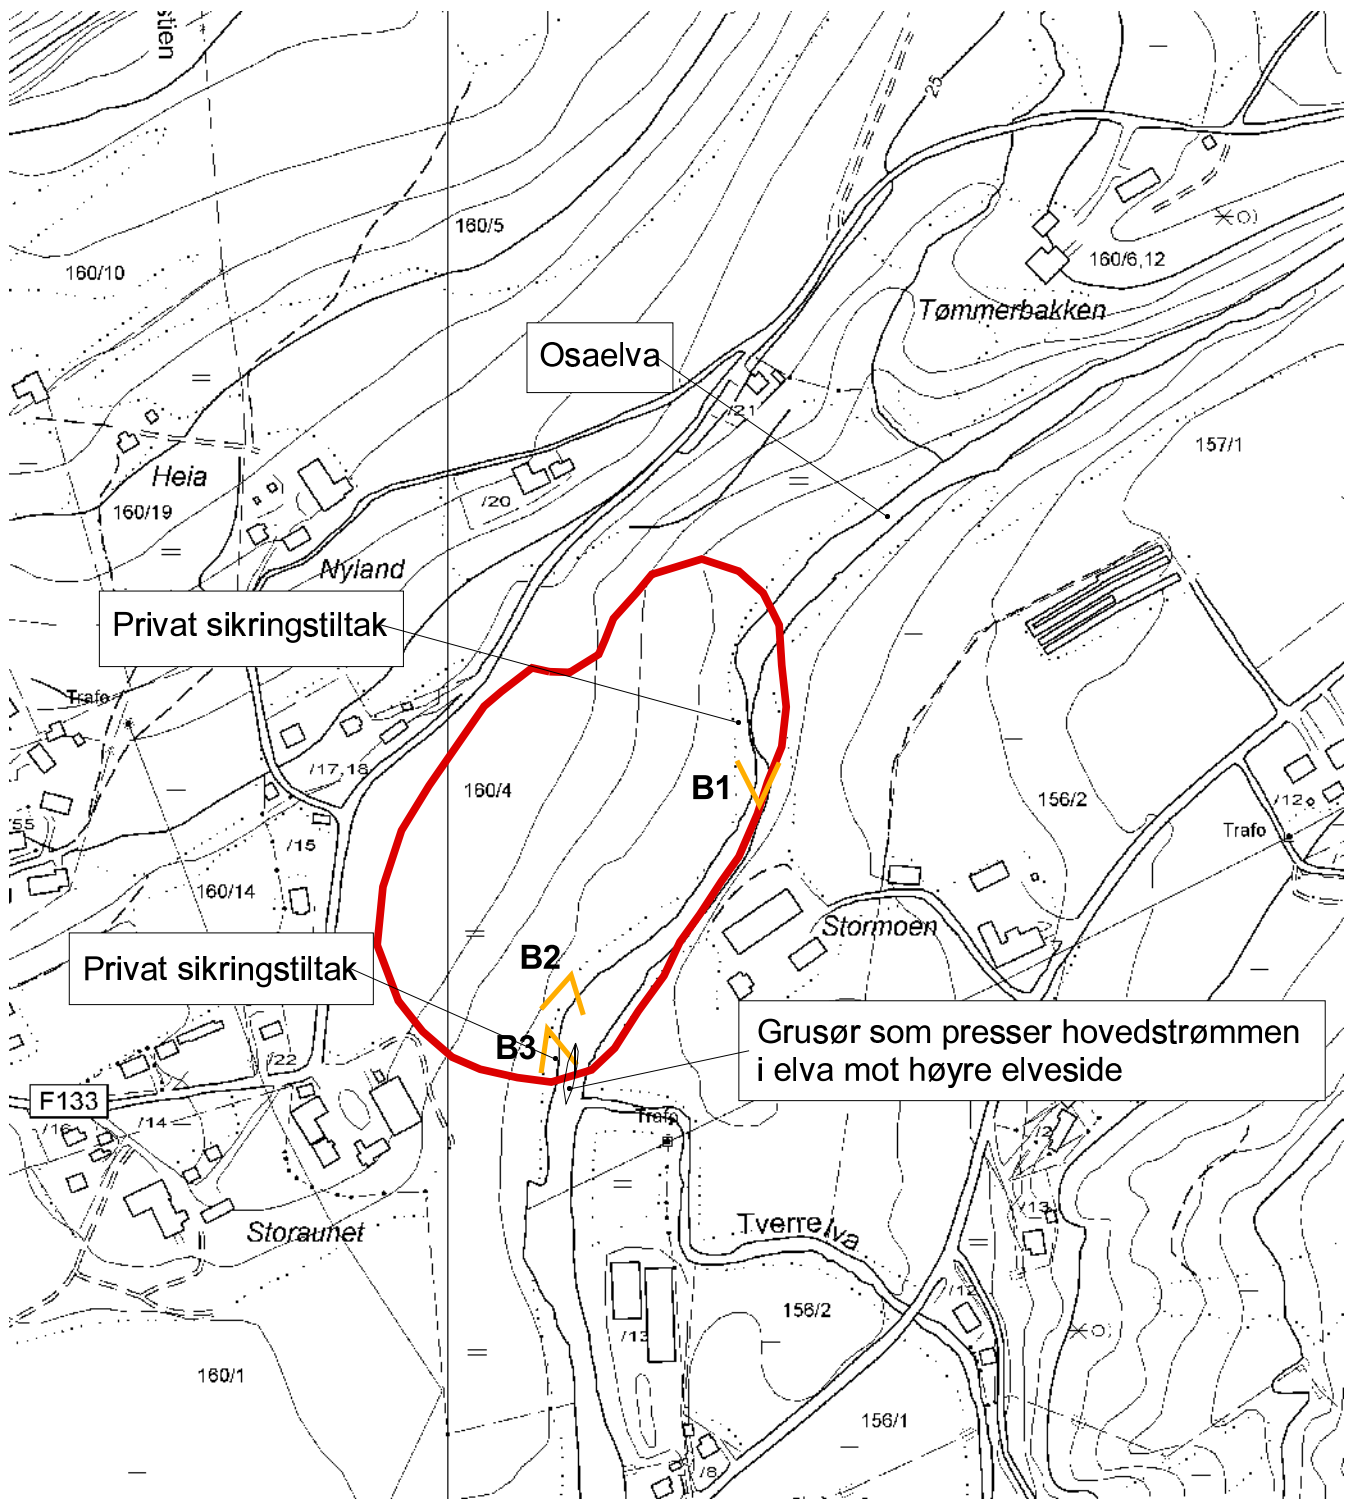 stien
25
160/5
160/10
160/6,12
Tømmerbakken
Osaelva
/21
157/1
Heia
160/19
/20
Nyland
Privat sikringstiltak
Trafo
/17,18
160/4
B1
156/2
/12
Trafo
55
/15
160/14
Stormoen
B2
Privat sikringstiltak
Grusør som presser hovedstrømmen
i elva mot høyre elveside
B3
/22
F133
/16
/14
Trafo
/2
/13
Storaunet
Tverrelva
/12
156/2
/13
160/1
156/1
/8